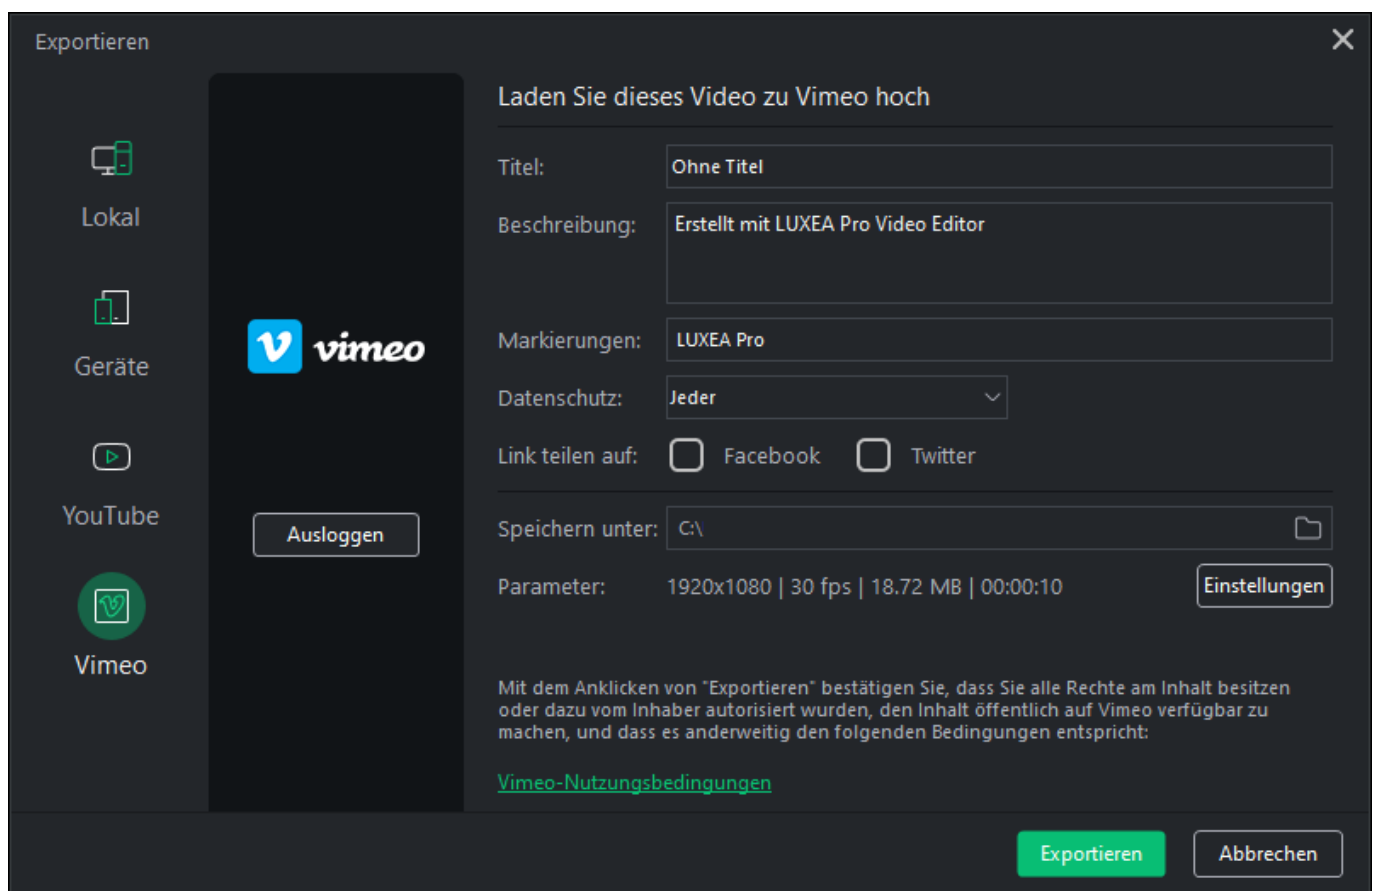 Exportieren
Lokal
Geräte
YouTube
Vimeo
vimeo
Ausloggen
Laden Sie dieses Video zu Vimeo hoch
Titel: Ohne Titel
Beschreibung: Erstellt mit LUXEA Pro Video Editor
Markierungen: LUXEA Pro
Datenschutz: Jeder
Link teilen auf: Facebook Twitter
Speichern unter: C:\
Parameter: 1920x1080 | 30 fps | 18.72 MB | 00:00:10 Einstellungen
Mit dem Anklicken von "Exportieren" bestätigen Sie, dass Sie alle Rechte am Inhalt besitzen
oder dazu vom Inhaber autorisiert wurden, den Inhalt öffentlich auf Vimeo verfügbar zu
machen, und dass es anderweitig den folgenden Bedingungen entspricht:
Vimeo-Nutzungsbedingungen
Exportieren Abbrechen